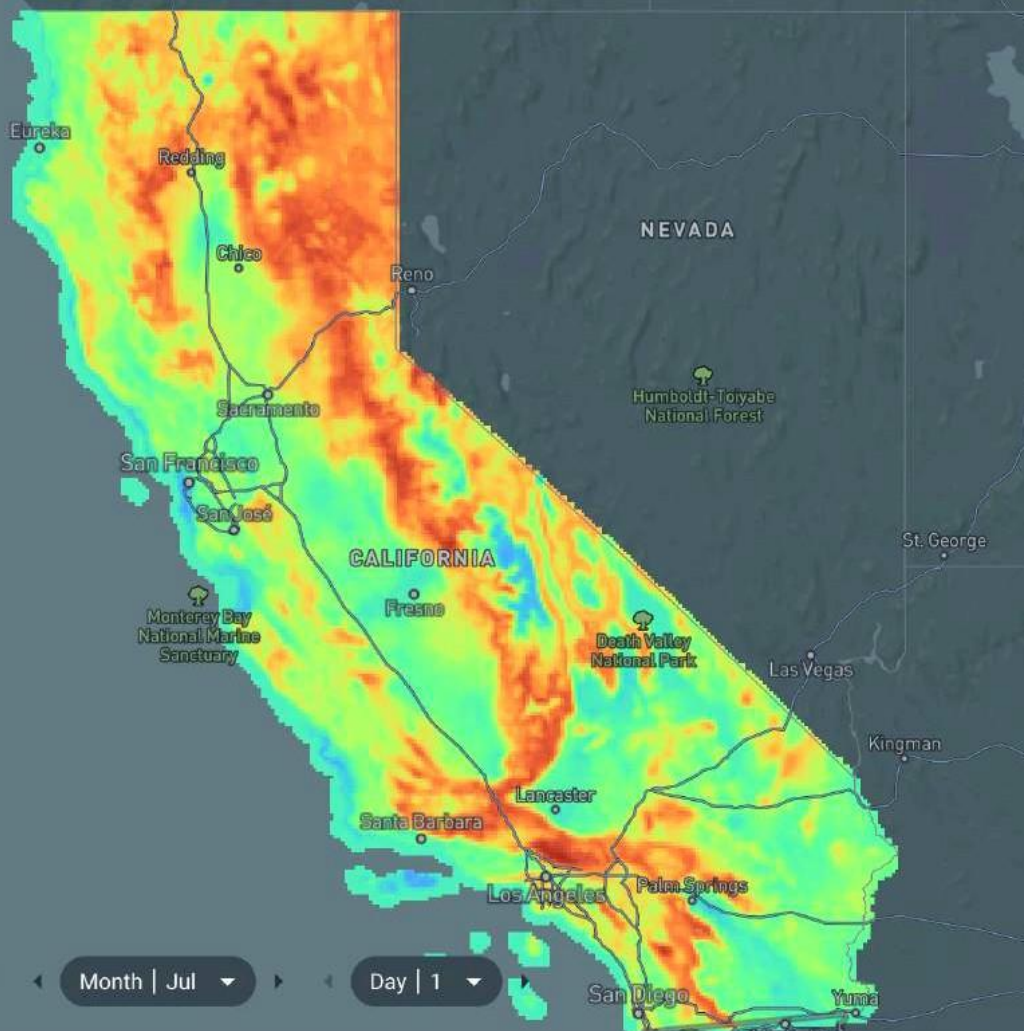 Eureka
Redding
Chico
NEVADA
Reno
Humboldt-Toiyabe
National Forest
Sacramento
San Francisco
San José
St. George
CALIFORNIA
Fresno
Monterey Bay
National Marine
Sanctuary
Death Valley
National Park
Las Vegas
Kingman
Lancaster
Santa Barbara
Los Angeles
Palm Springs
Month | Jul
Day | 1
San Diego
Yuma